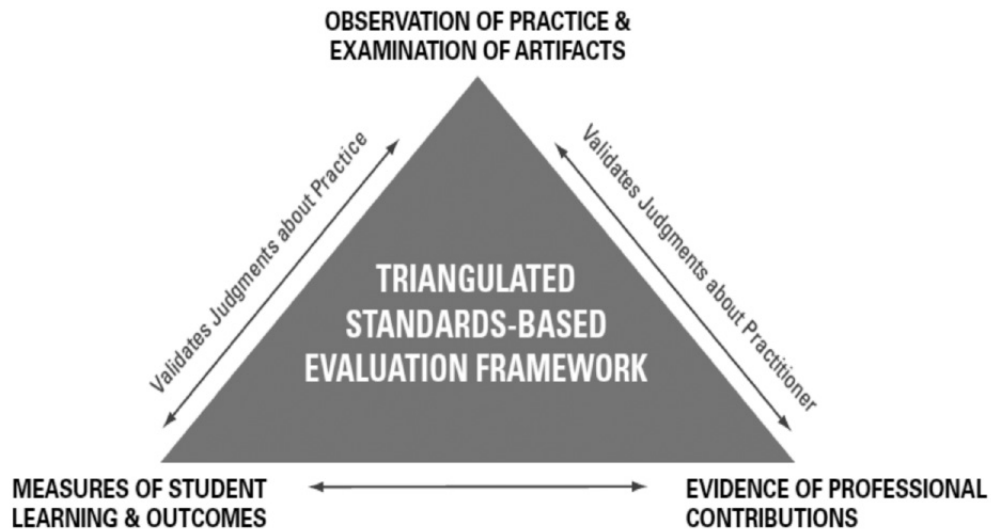 OBSERVATION OF PRACTICE &
EXAMINATION OF ARTIFACTS
Validates Judgments about Practice
Validates Judgments about Practitioner
TRIANGULATED
STANDARDS-BASED
EVALUATION FRAMEWORK
MEASURES OF STUDENT
LEARNING & OUTCOMES
EVIDENCE OF PROFESSIONAL
CONTRIBUTIONS